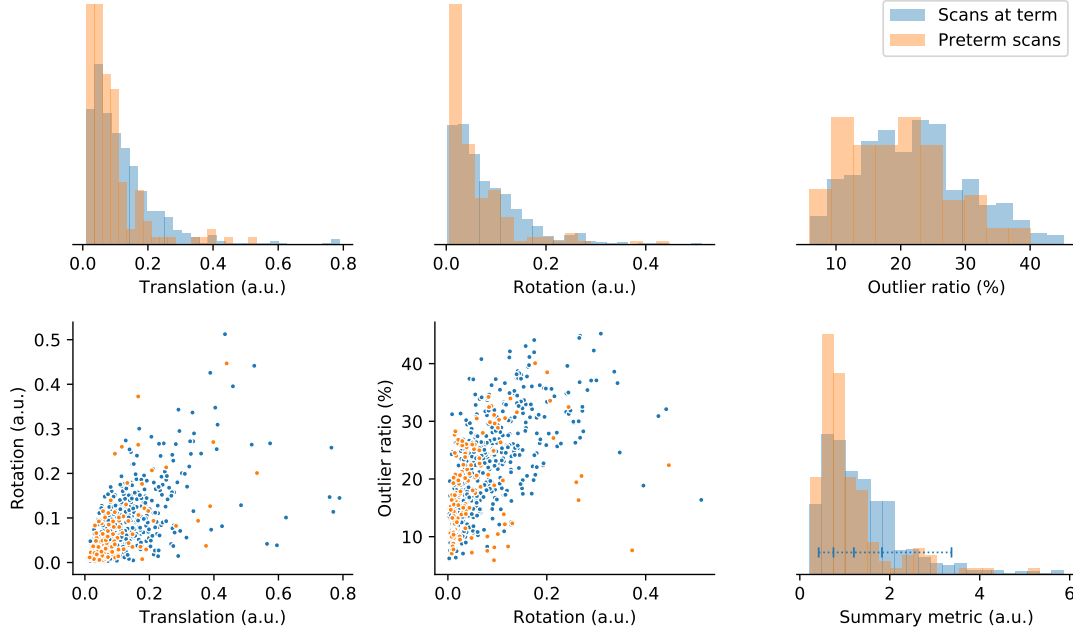 Scans at term
Preterm scans
0.0 0.2 0.4 0.6 0.8
Translation (a.u.)
0.0 0.2 0.4
Rotation (a.u.)
10 20 30 40
Outlier ratio (%)
0.5
0.4
0.3
0.2
0.1
0.0
Rotation (a.u.)
0.0 0.2 0.4 0.6 0.8
Translation (a.u.)
40
30
20
10
Outlier ratio (%)
0.0 0.2 0.4
Rotation (a.u.)
0 2 4 6
Summary metric (a.u.)